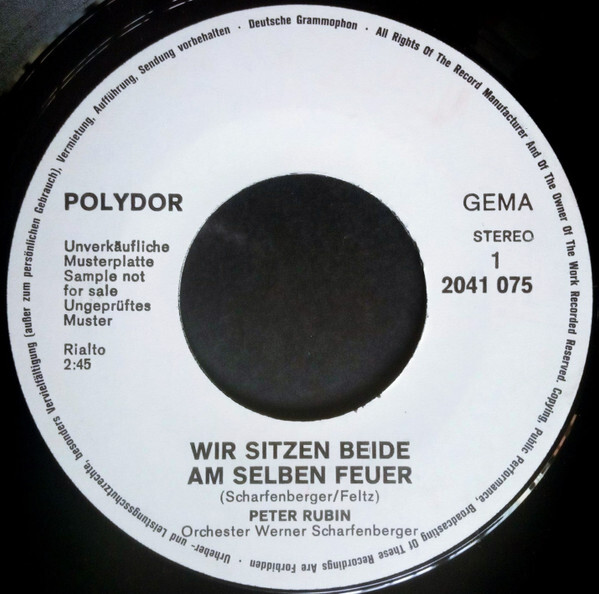 Urheber- und Leistungsschutzrechte, besonders Vervielfältigung (außer zum persönlichen Gebrauch), Vermietung, Aufführung, Sendung vorbehalten · Deutsche Grammophon · All Rights Of The Record Manufacturer And Of The Owner Of The Work Recorded Reserved. Copying, Public Performance, Broadcasting Of These Recordings Are Forbidden ·
POLYDOR
GEMA
STEREO
1
2041 075
Unverkäufliche
Musterplatte
Sample not
for sale
Ungeprüftes
Muster
Rialto
2:45
WIR SITZEN BEIDE
AM SELBEN FEUER
(Scharfenberger/Feltz)
PETER RUBIN
Orchester Werner Scharfenberger